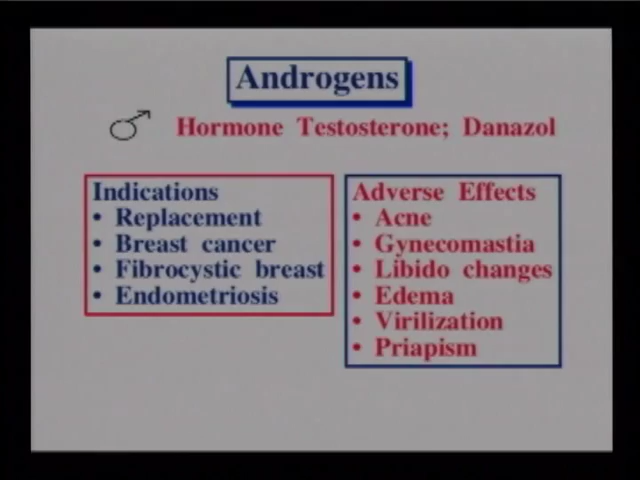 Androgens
Hormone Testosterone; Danazol
Indications
• Replacement
• Breast cancer
• Fibrocystic breast
• Endometriosis
Adverse Effects
• Acne
• Gynecomastia
• Libido changes
• Edema
• Virilization
• Priapism